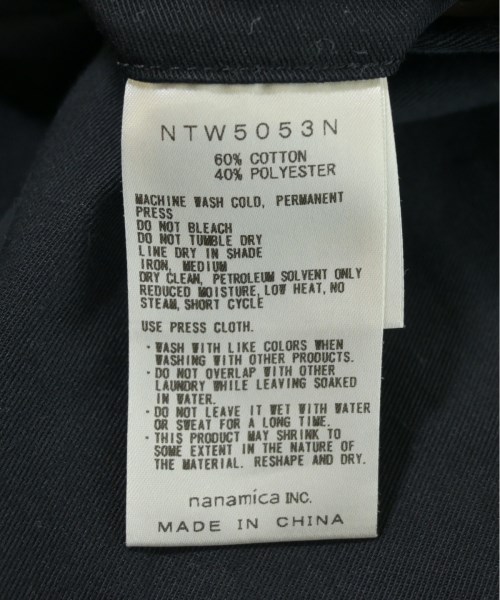 NTW5053N
60% COTTON
40% POLYESTER
MACHINE WASH COLD, PERMANENT
PRESS
DO NOT BLEACH
DO NOT TUMBLE DRY
LINE DRY IN SHADE
IRON, MEDIUM
DRY CLEAN, PETROLEUM SOLVENT ONLY
REDUCED MOISTURE, LOW HEAT, NO
STEAM, SHORT CYCLE
USE PRESS CLOTH.
・WASH WITH LIKE COLORS WHEN
WASHING WITH OTHER PRODUCTS.
・DO NOT OVERLAP WITH OTHER
LAUNDRY WHILE LEAVING SOAKED
IN WATER.
・DO NOT LEAVE IT WET WITH WATER
OR SWEAT FOR A LONG TIME.
・THIS PRODUCT MAY SHRINK TO
SOME EXTENT IN THE NATURE OF
THE MATERIAL. RESHAPE AND DRY.
nanamica INC.
MADE IN CHINA